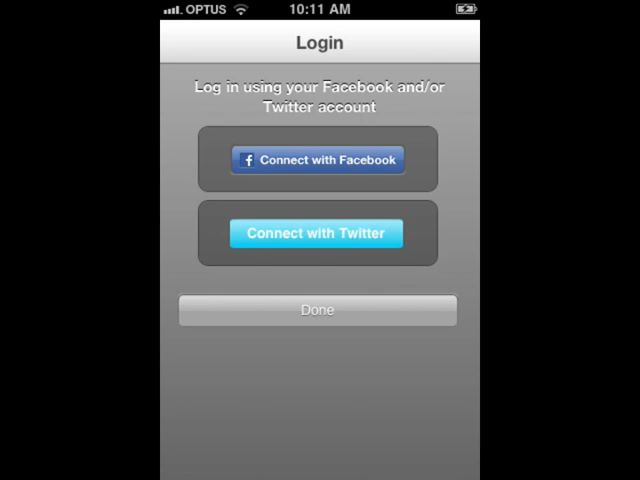 OPTUS 10:11 AM
Login
Log in using your Facebook and/or
Twitter account
f Connect with Facebook
Connect with Twitter
Done